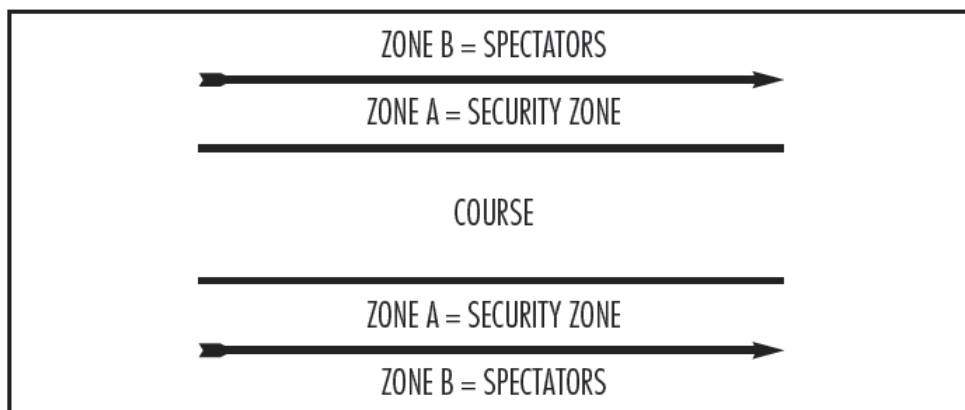 ZONE B = SPECTATORS
ZONE A = SECURITY ZONE
COURSE
ZONE A = SECURITY ZONE
ZONE B = SPECTATORS